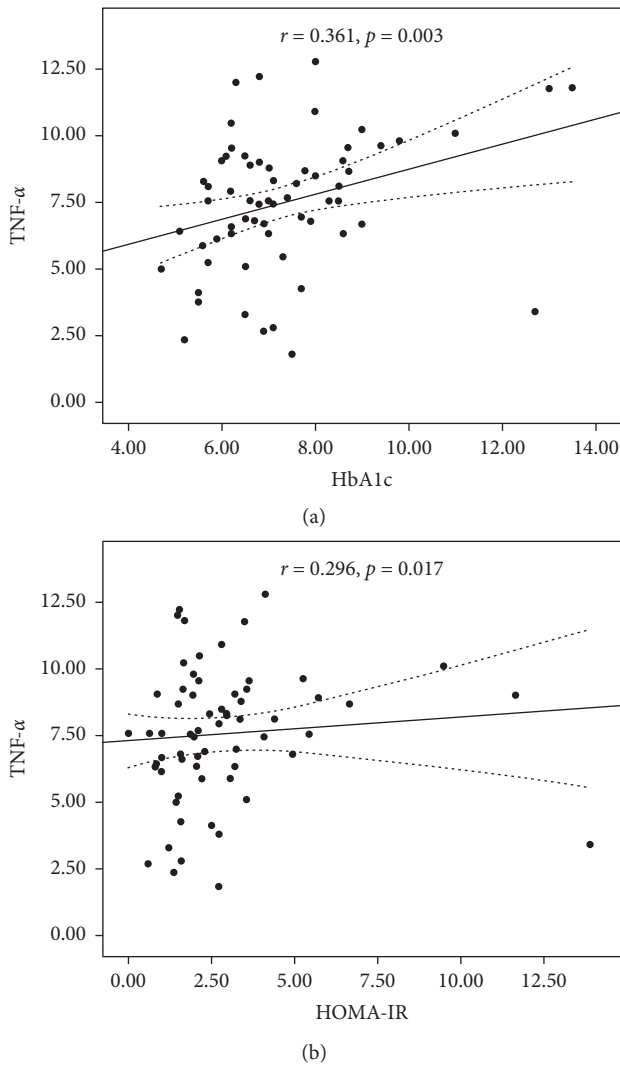 r = 0.361, p = 0.003
12.50
10.00
7.50
5.00
2.50
0.00
TNF-α
4.00 6.00 8.00 10.00 12.00 14.00
HbA1c
(a)
r = 0.296, p = 0.017
12.50
10.00
7.50
5.00
2.50
0.00
TNF-α
0.00 2.50 5.00 7.50 10.00 12.50
HOMA-IR
(b)